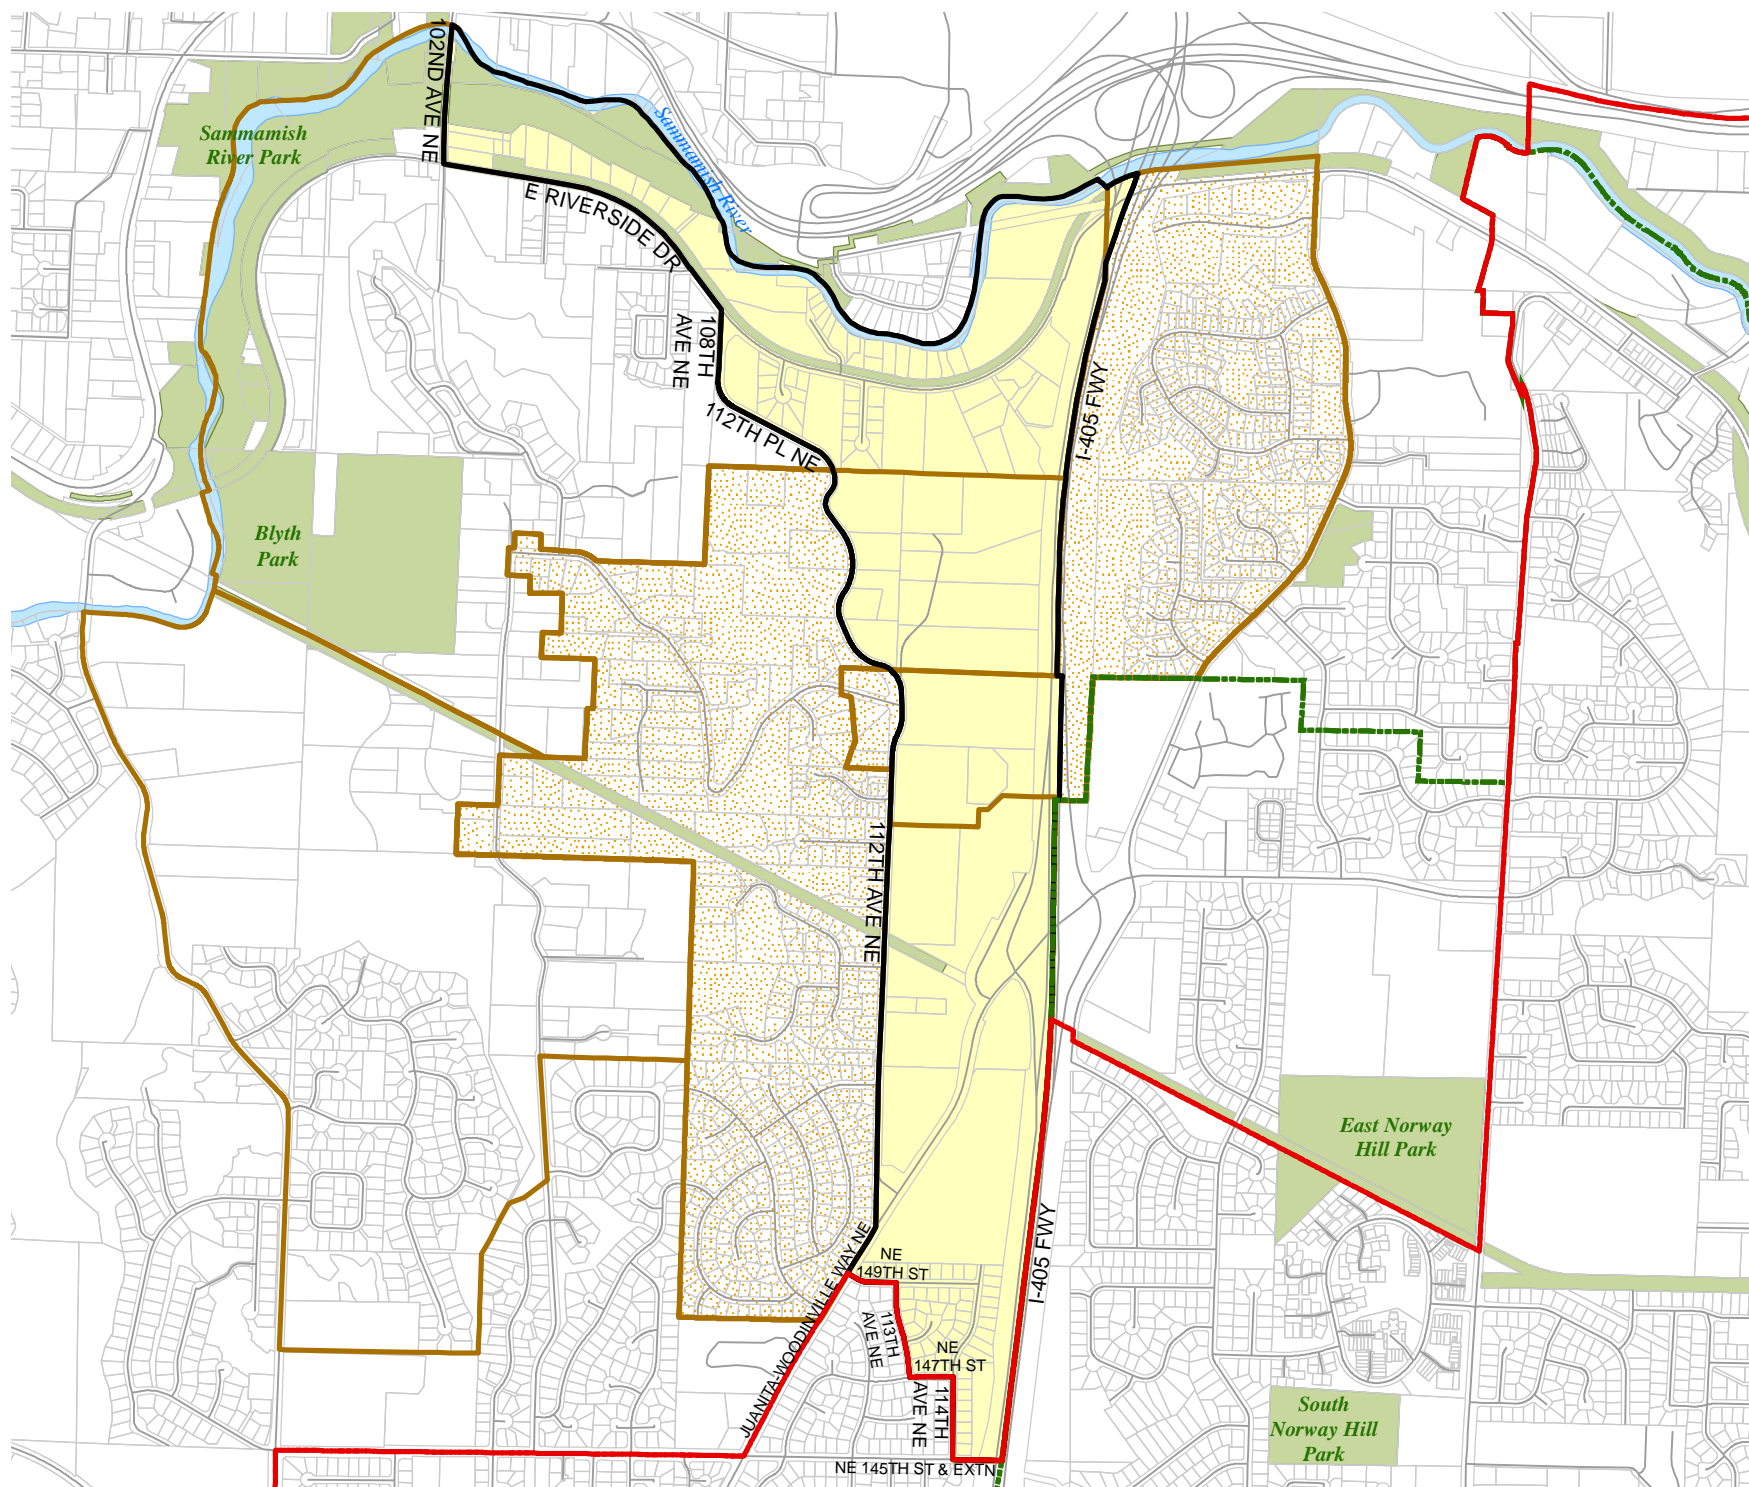 102ND AVE NE
Sammamish
River Park
Sammamish River
E RIVERSIDE DR
108TH
AVE NE
112TH PL NE
I-405 FWY
Blyth
Park
112TH AVE NE
East Norway
Hill Park
I-405 FWY
JUANITA-WOODINVILLE WAY NE
NE
149TH ST
113TH
AVE NE
NE
147TH ST
114TH
AVE NE
South
Norway Hill
Park
NE 145TH ST & EXTN